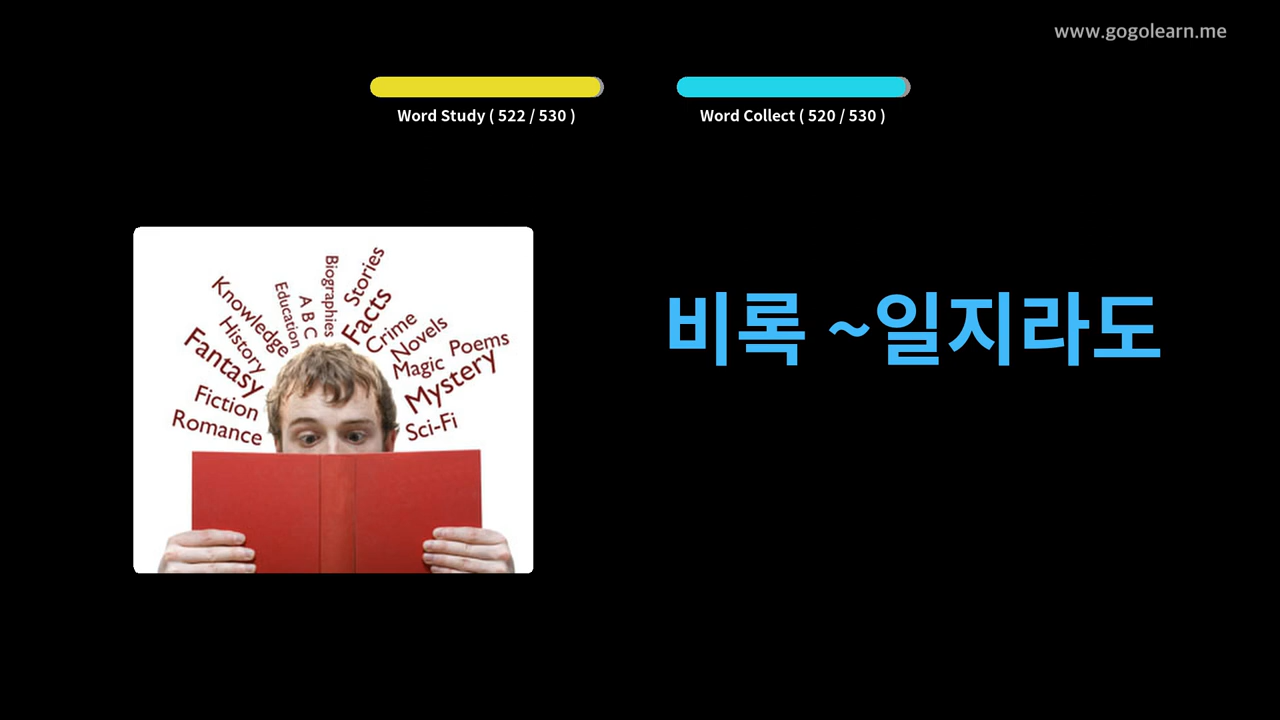 www.gogolearn.me
Word Study ( 522 / 530 )
Word Collect ( 520 / 530 )
비록 ~일지라도
Knowledge
History
Fantasy
Fiction
Romance
Education
A B C
Biographies
Stories
Facts
Crime
Novels
Magic
Poems
Mystery
Sci-Fi